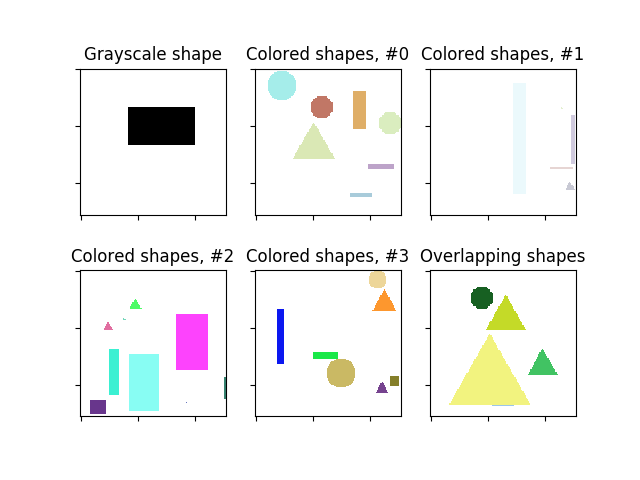 Grayscale shape
Colored shapes, #0
Colored shapes, #1
Colored shapes, #2
Colored shapes, #3
Overlapping shapes